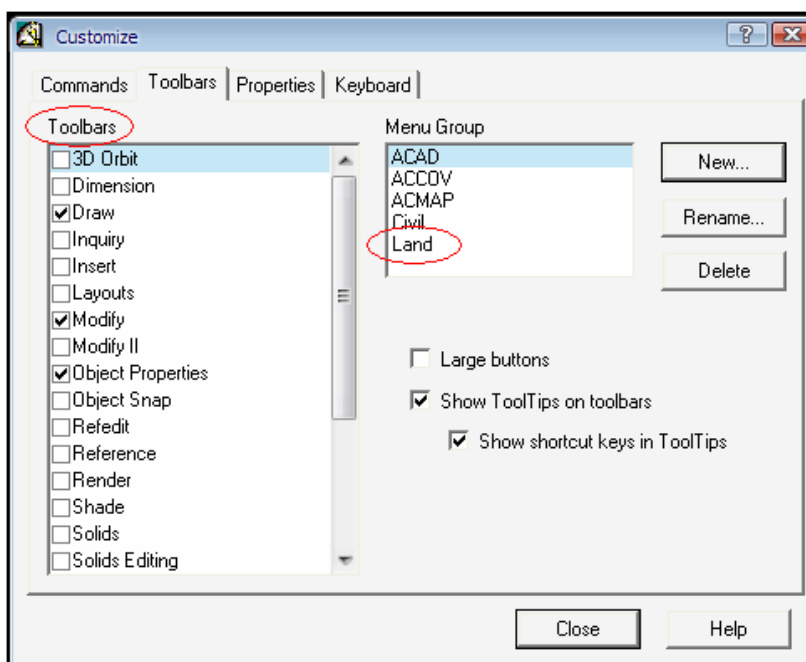 Customize
Commands Toolbars Properties Keyboard
Toolbars
3D Orbit
Dimension
Draw
Inquiry
Insert
Layouts
Modify
Modify II
Object Properties
Object Snap
Refedit
Reference
Render
Shade
Solids
Solids Editing
Menu Group
ACAD
ACCOV
ACMAP
Civil
Land
New...
Rename...
Delete
Large buttons
Show ToolTips on toolbars
Show shortcut keys in ToolTips
Close Help